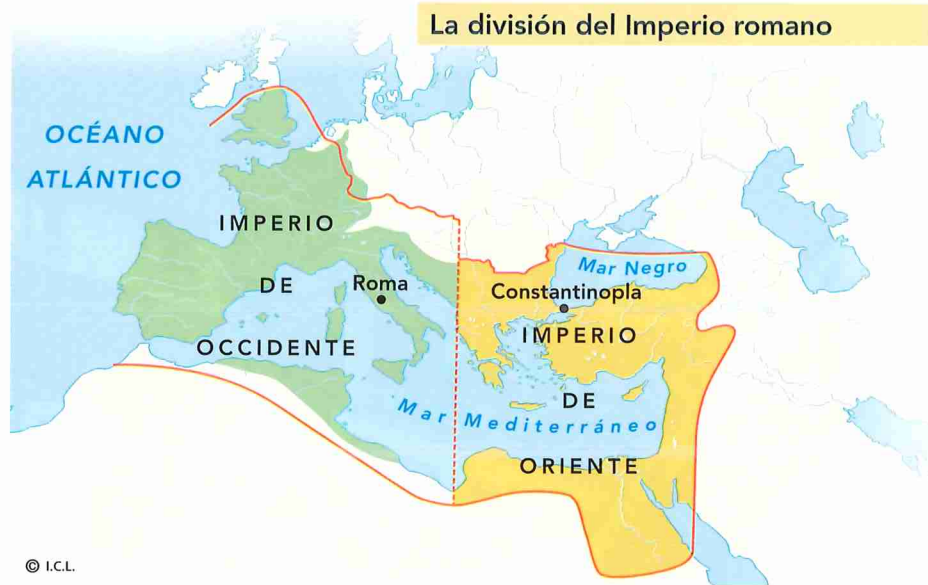 La división del Imperio romano
OCÉANO
ATLÁNTICO
IMPERIO
DE
OCCIDENTE
Roma
Mar Negro
Constantinopla
IMPERIO
DE
ORIENTE
Mar Mediterráneo
© I.C.L.